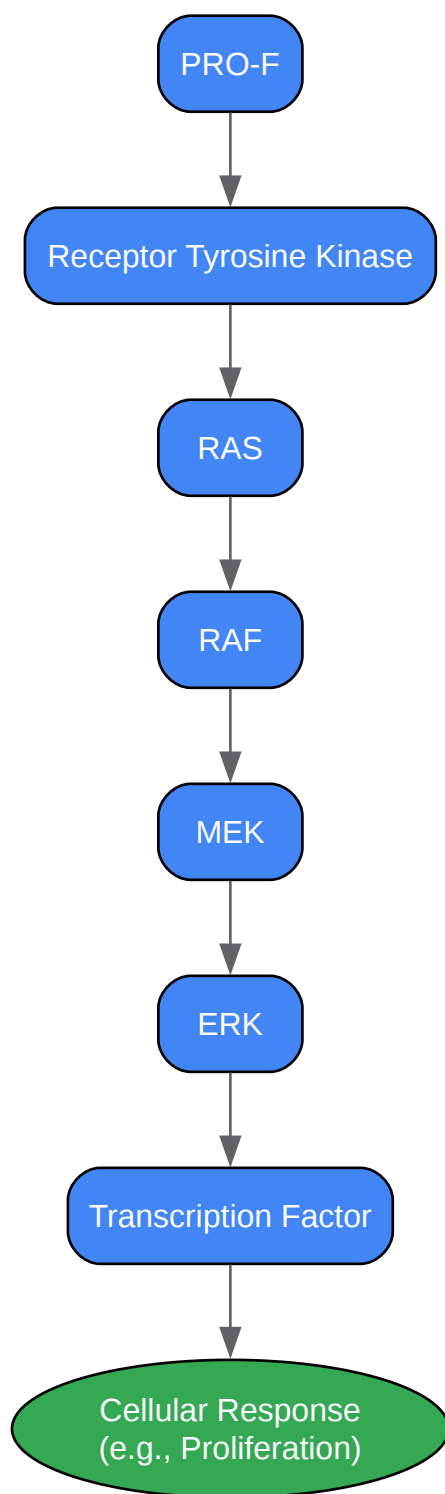 PRO-F
Receptor Tyrosine Kinase
RAS
RAF
MEK
ERK
Transcription Factor
Cellular Response
(e.g., Proliferation)